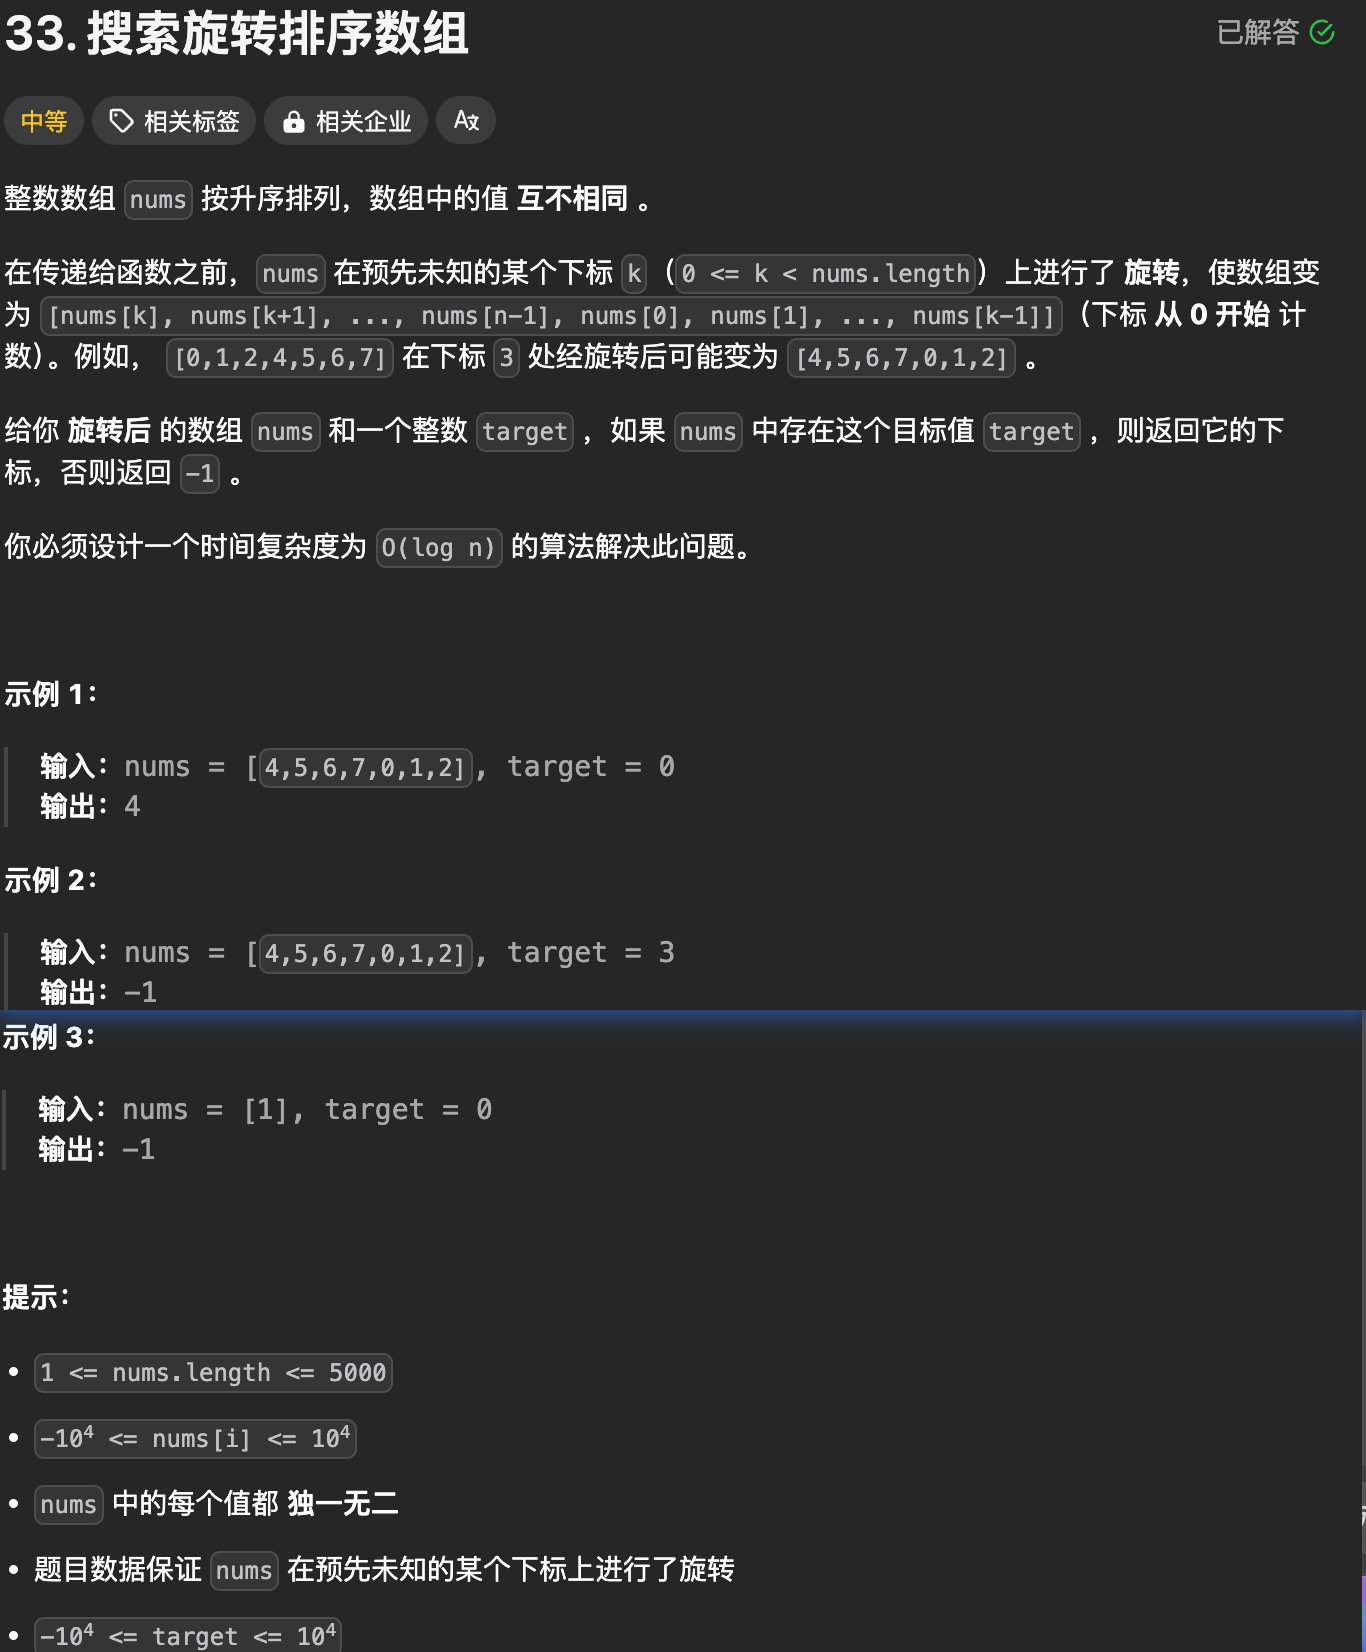 33. 搜索旋转排序数组
已解答
中等 相关标签 相关企业
整数数组 nums 按升序排列，数组中的值 互不相同 。
在传递给函数之前，nums 在预先未知的某个下标 k（0 <= k < nums.length）上进行了 旋转，使数组变
为 [nums[k], nums[k+1], ..., nums[n-1], nums[0], nums[1], ..., nums[k-1]]（下标 从 0 开始 计
数）。例如， [0,1,2,4,5,6,7] 在下标 3 处经旋转后可能变为 [4,5,6,7,0,1,2] 。
给你 旋转后 的数组 nums 和一个整数 target ，如果 nums 中存在这个目标值 target ，则返回它的下
标，否则返回 -1 。
你必须设计一个时间复杂度为 O(log n) 的算法解决此问题。
示例 1：
输入：nums = [4,5,6,7,0,1,2], target = 0
输出：4
示例 2：
输入：nums = [4,5,6,7,0,1,2], target = 3
输出：-1
示例 3：
输入：nums = [1], target = 0
输出：-1
提示：
• 1 <= nums.length <= 5000
• -10⁴ <= nums[i] <= 10⁴
• nums 中的每个值都 独一无二
• 题目数据保证 nums 在预先未知的某个下标上进行了旋转
• -10⁴ <= target <= 10⁴